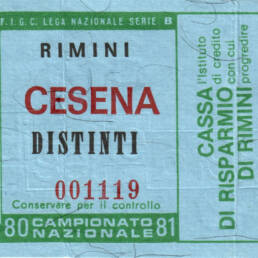 F.I.G.C. LEGA NAZIONALE SERIE B
RIMINI
CESENA
DISTINTI
001119
Conservare per il controllo
'80 CAMPIONATO NAZIONALE 81
CASSA l'Istituto
di credito
DI RISPARMIO con cui
DI RIMINI progredire